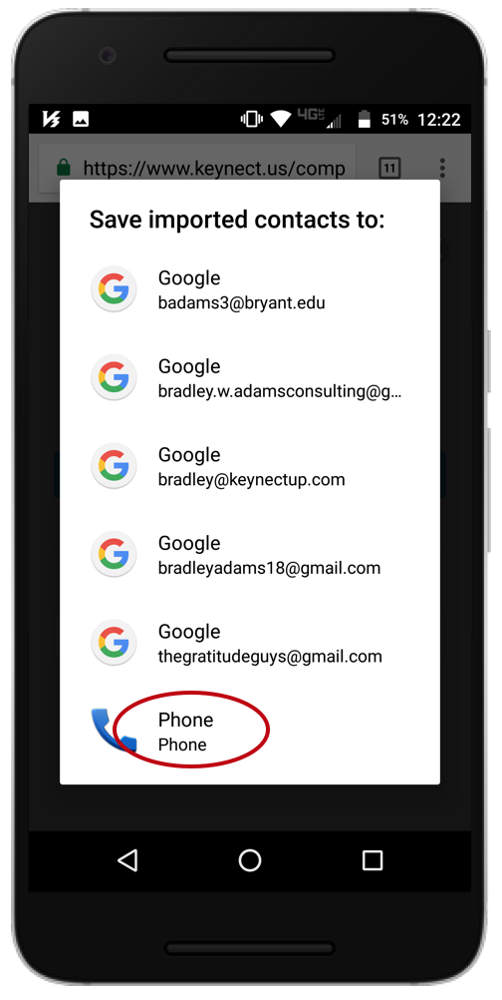 4G LTE 51% 12:22
https://www.keynect.us/comp 11
Save imported contacts to:
Google
badams3@bryant.edu
Google
bradley.w.adamsconsulting@g...
Google
bradley@keynectup.com
Google
bradleyadams18@gmail.com
Google
thegratitudeguys@gmail.com
Phone
Phone